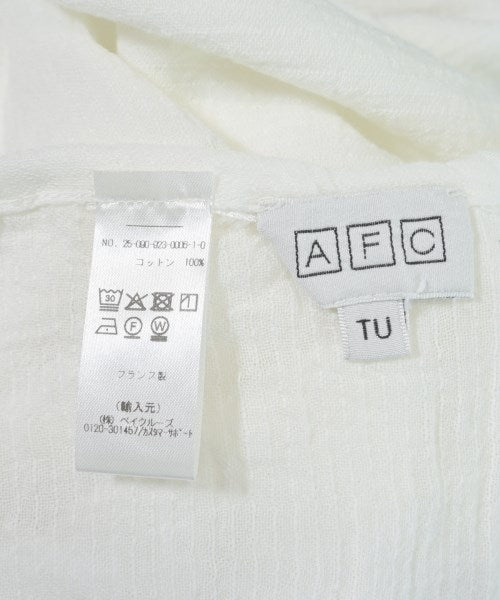 NO. 25-090-923-0006-1-0
コットン 100%
30
F W
フランス製
(輸入元)
(株) ベイクルーズ
0120-301457/カスタマーサポート
A F C
TU